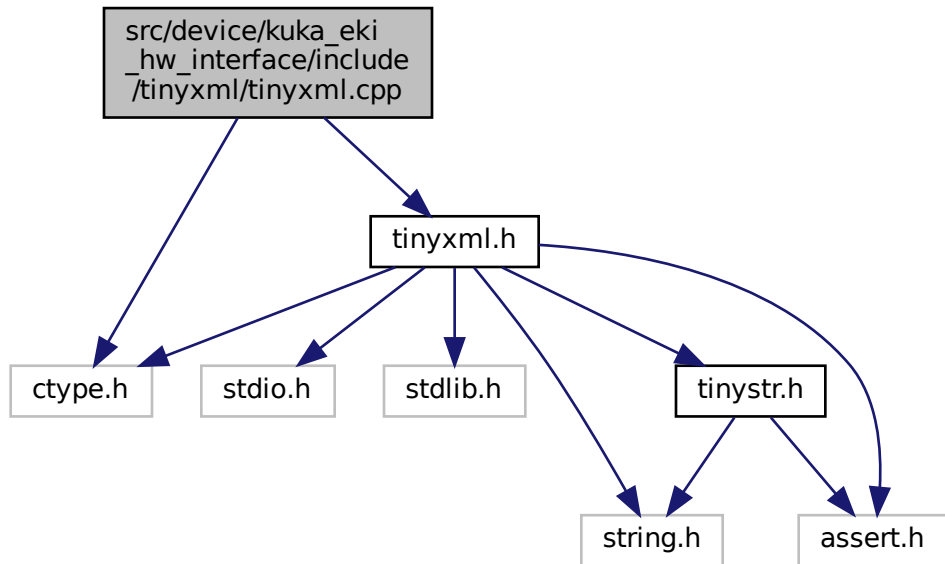 src/device/kuka_eki
_hw_interface/include
/tinyxml/tinyxml.cpp
tinyxml.h
ctype.h
stdio.h
stdlib.h
tinystr.h
string.h
assert.h